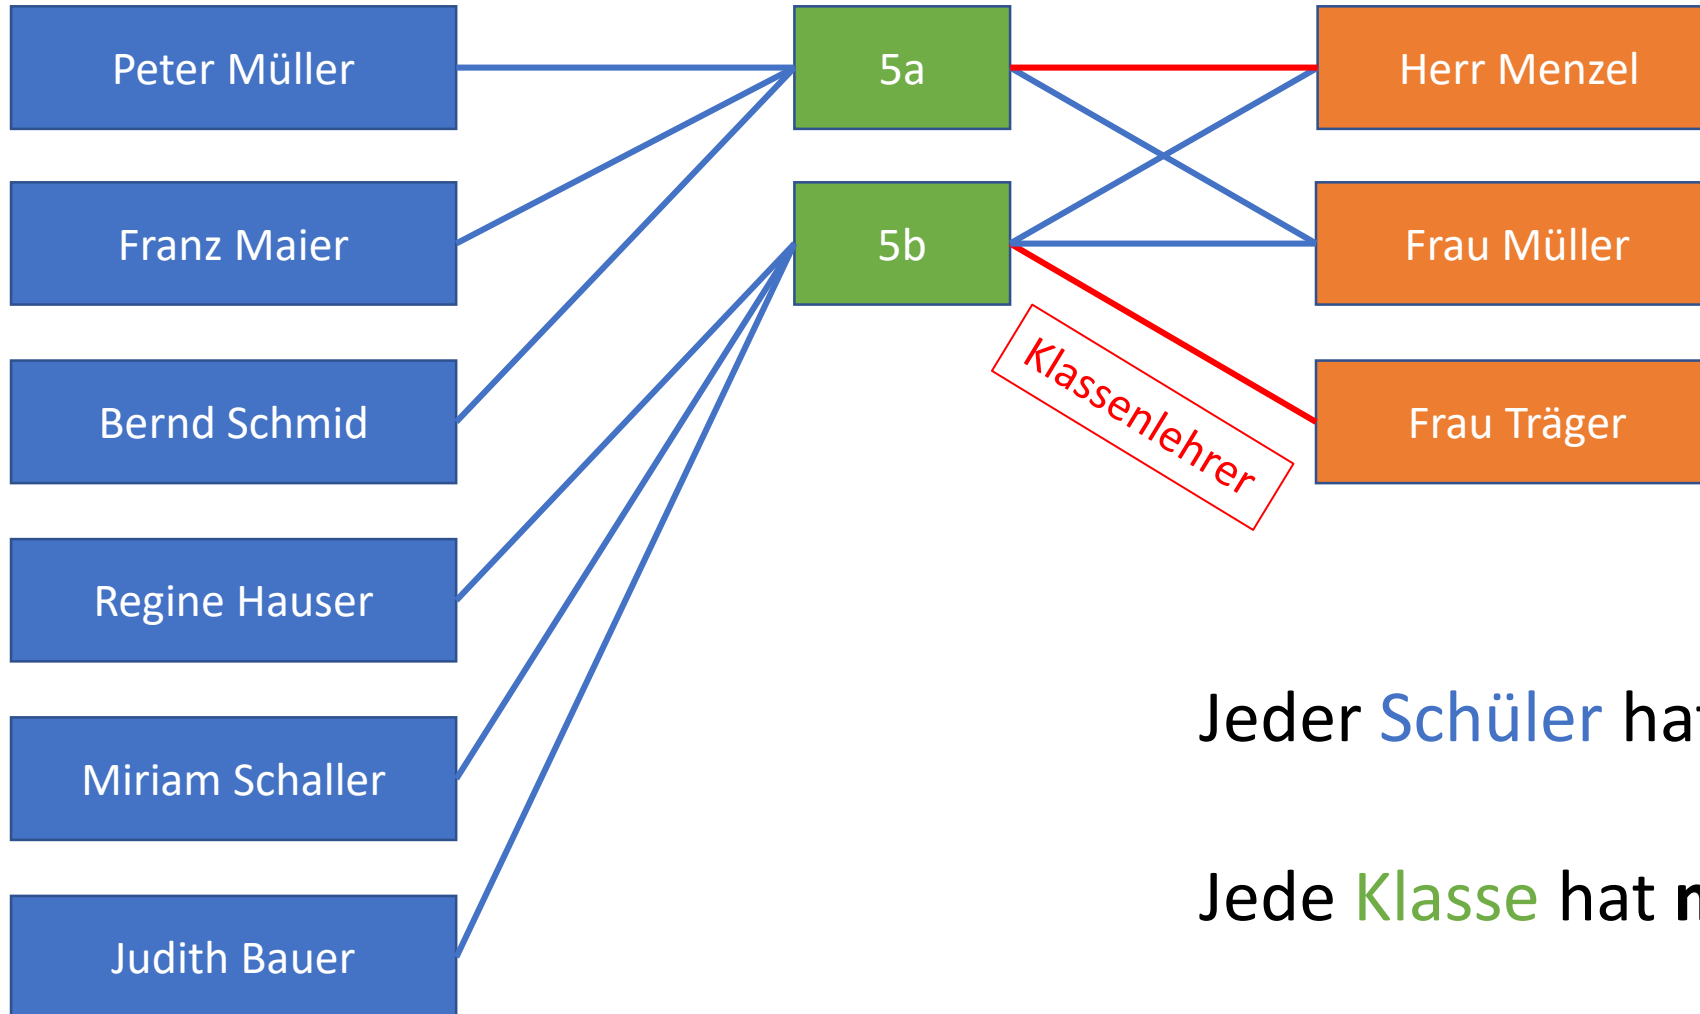 Peter Müller
5a
Herr Menzel
Franz Maier
5b
Frau Müller
Klassenlehrer
Bernd Schmid
Frau Träger
Regine Hauser
Jeder Schüler hat
Miriam Schaller
Jede Klasse hat
Judith Bauer